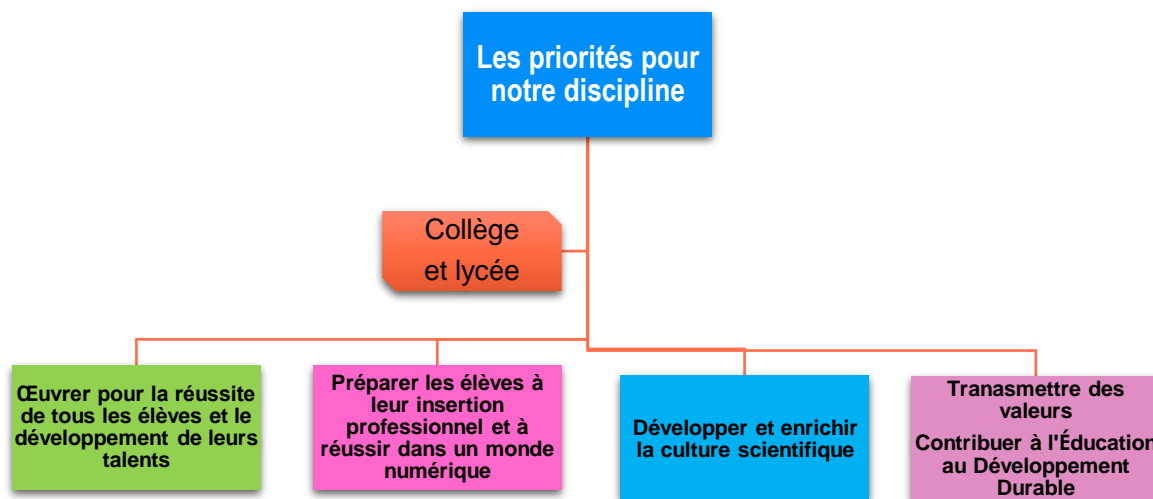 Les priorités pour
notre discipline
Collège
et lycée
Œuvrer pour la réussite
de tous les élèves et le
développement de leurs
talents
Préparer les élèves à
leur insertion
professionnel et à
réussir dans un monde
numérique
Développer et enrichir
la culture scientifique
Tranasmettre des
valeurs
Contribuer à l'Éducation
au Développement
Durable